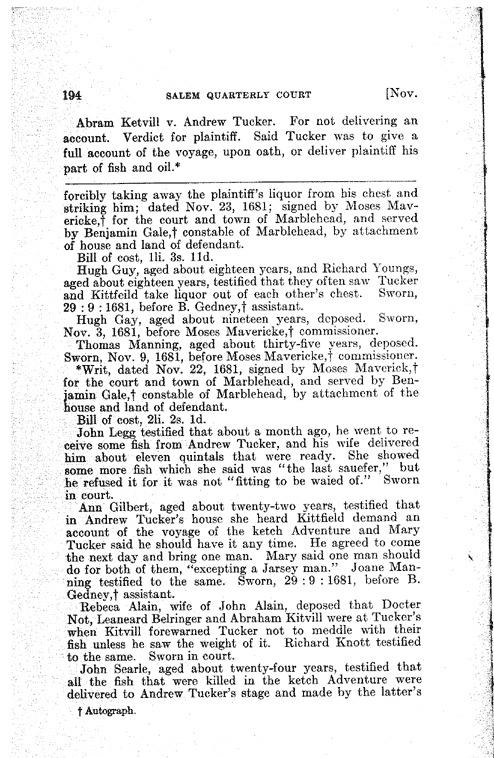 194 SALEM QUARTERLY COURT [Nov.
Abram Ketvill v. Andrew Tucker. For not delivering an
account. Verdict for plaintiff. Said Tucker was to give a
full account of the voyage, upon oath, or deliver plaintiff his
part of fish and oil.*
forcibly taking away the plaintiff's liquor from his chest and
striking him; dated Nov. 23, 1681; signed by Moses Mav-
ericke,† for the court and town of Marblehead, and served
by Benjamin Gale,† constable of Marblehead, by attachment
of house and land of defendant.
Bill of cost, 1li. 3s. 11d.
Hugh Guy, aged about eighteen years, and Richard Youngs,
aged about eighteen years, testified that they often saw Tucker
and Kittfeild take liquor out of each other's chest. Sworn,
29 : 9 : 1681, before B. Gedney,† assistant.
Hugh Gay, aged about nineteen years, deposed. Sworn,
Nov. 3, 1681, before Moses Mavericke,† commissioner.
Thomas Manning, aged about thirty-five years, deposed.
Sworn, Nov. 9, 1681, before Moses Mavericke,† commissioner.
*Writ, dated Nov. 22, 1681, signed by Moses Maverick,†
for the court and town of Marblehead, and served by Ben-
jamin Gale,† constable of Marblehead, by attachment of the
house and land of defendant.
Bill of cost, 2li. 2s. 1d.
John Legg testified that about a month ago, he went to re-
ceive some fish from Andrew Tucker, and his wife delivered
him about eleven quintals that were ready. She showed
some more fish which she said was "the last sauefer," but
he refused it for it was not "fitting to be waied of." Sworn
in court.
Ann Gilbert, aged about twenty-two years, testified that
in Andrew Tucker's house she heard Kittfield demand an
account of the voyage of the ketch Adventure and Mary
Tucker said he should have it any time. He agreed to come
the next day and bring one man. Mary said one man should
do for both of them, "excepting a Jarsey man." Joane Man-
ning testified to the same. Sworn, 29 : 9 : 1681, before B.
Gedney,† assistant.
Rebeca Alain, wife of John Alain, deposed that Docter
Not, Leaneard Belringer and Abraham Kitvill were at Tucker's
when Kitvill forewarned Tucker not to meddle with their
fish unless he saw the weight of it. Richard Knott testified
to the same. Sworn in court.
John Searle, aged about twenty-four years, testified that
all the fish that were killed in the ketch Adventure were
delivered to Andrew Tucker's stage and made by the latter's
† Autograph.